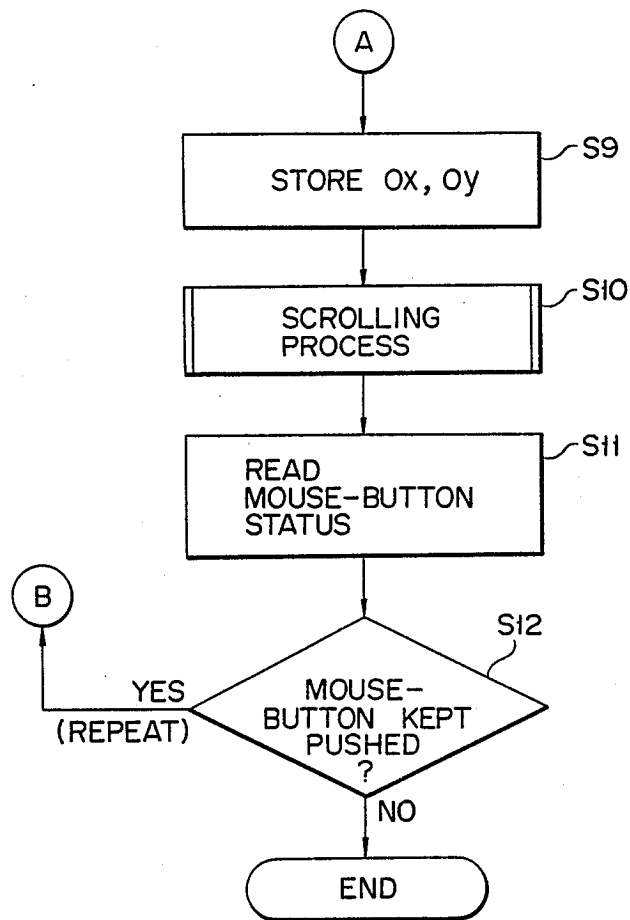 A
STORE Ox, Oy
S9
SCROLLING
PROCESS
S10
READ
MOUSE-BUTTON
STATUS
S11
B
YES
(REPEAT)
MOUSE-
BUTTON KEPT
PUSHED
?
S12
NO
END